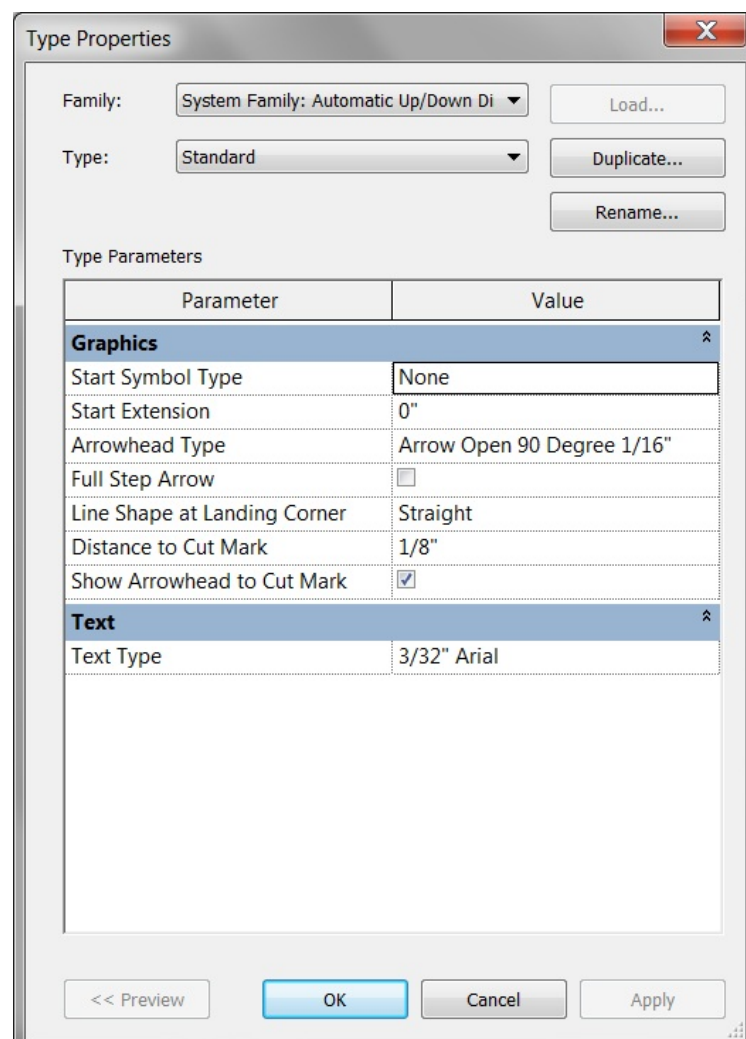 Type Properties
Family: System Family: Automatic Up/Down Di Load...
Type: Standard Duplicate...
Rename...
Type Parameters
Parameter Value
Graphics
Start Symbol Type None
Start Extension 0"
Arrowhead Type Arrow Open 90 Degree 1/16"
Full Step Arrow
Line Shape at Landing Corner Straight
Distance to Cut Mark 1/8"
Show Arrowhead to Cut Mark
Text
Text Type 3/32" Arial
<< Preview OK Cancel Apply